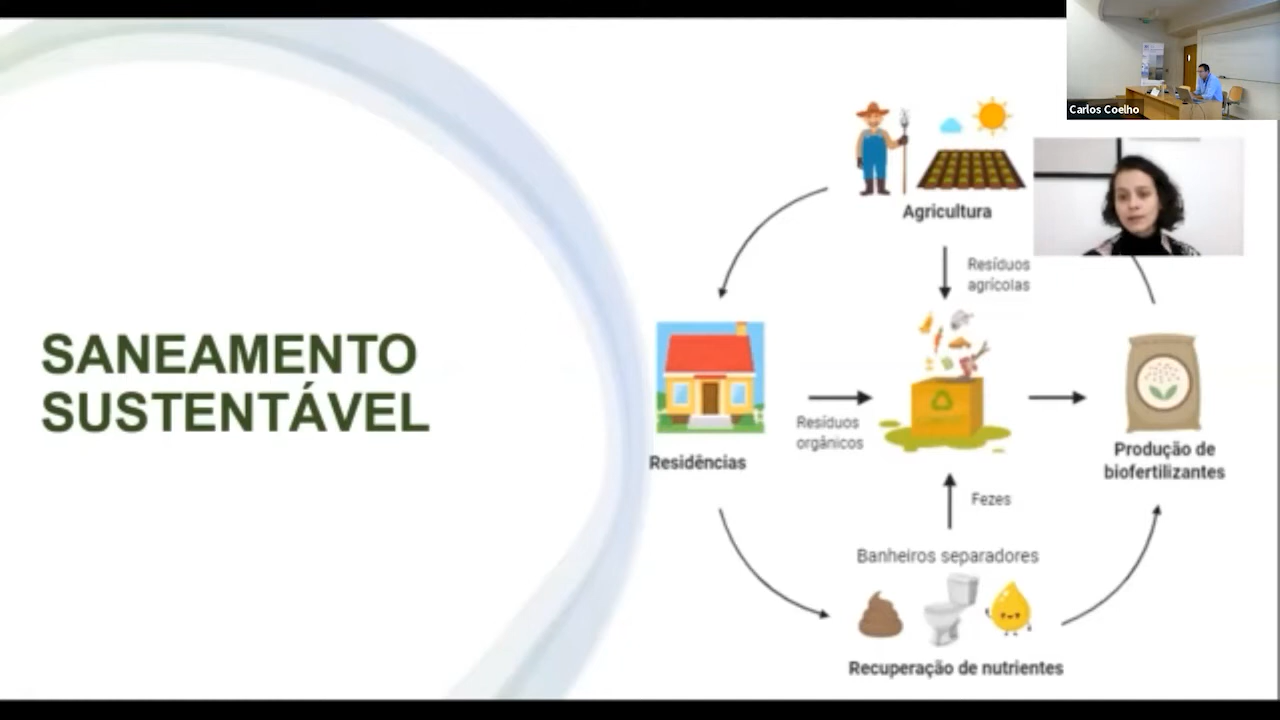 Carlos Coelho
SANEAMENTO
SUSTENTÁVEL
Agricultura
Resíduos
agrícolas
Resíduos
orgânicos
Residências
Produção de
biofertilizantes
Fezes
Banheiros separadores
Recuperação de nutrientes